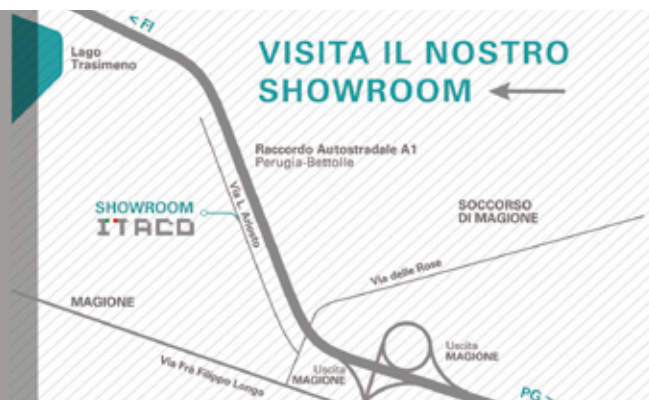 < FI
Lago
Trasimeno
VISITA IL NOSTRO
SHOWROOM
Raccordo Autostradale A1
Perugia-Bettolle
Via L. Ariosto
SHOWROOM
ITACO
SOCCORSO
DI MAGIONE
Via delle Rose
MAGIONE
Uscita
MAGIONE
Via Frà Filippo Longo
Uscita
MAGIONE
PG >